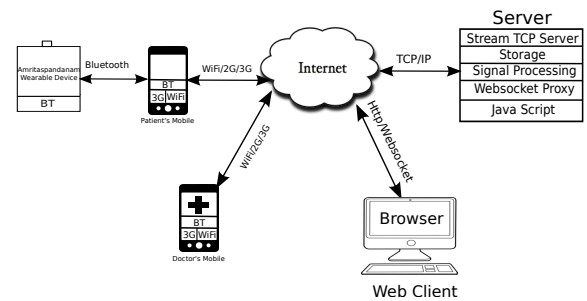 Server
Stream TCP Server
Storage
Signal Processing
Websocket Proxy
Java Script
Amritaspandanam
Wearable Device
BT
Bluetooth
BT
3G WiFi
Patient's Mobile
WiFi/2G/3G
Internet
TCP/IP
WiFi/2G/3G
Http/Websocket
BT
3G WiFi
Doctor's Mobile
Browser
Web Client